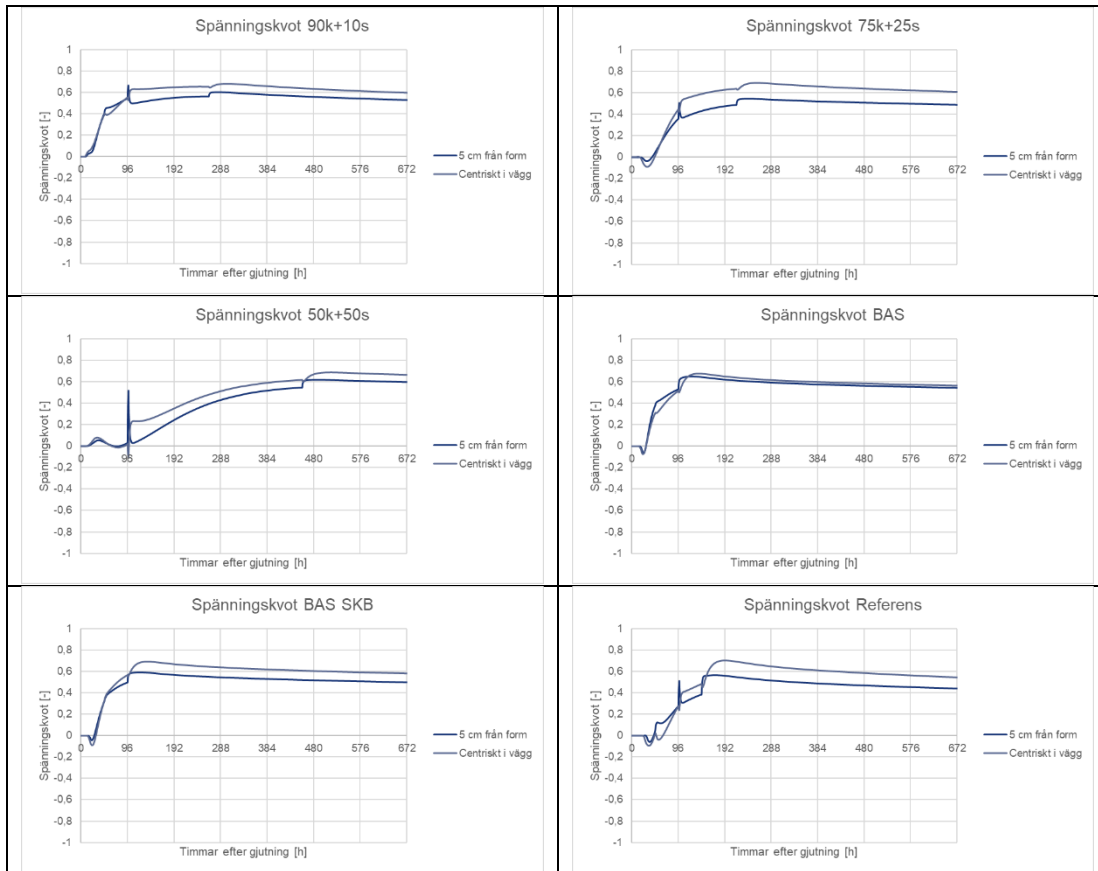 Spänningskvot 90k+10s
1
0,8
0,6
0,4
0,2
0
-0,2
-0,4
-0,6
-0,8
-1
0 96 192 288 384 480 576 672
Spänningskvot [-]
Timmar efter gjutning [h]
5 cm från form
Centriskt i vägg
Spänningskvot 75k+25s
1
0,8
0,6
0,4
0,2
0
-0,2
-0,4
-0,6
-0,8
-1
0 96 192 288 384 480 576 672
Spänningskvot [-]
Timmar efter gjutning [h]
5 cm från form
Centriskt i vägg
Spänningskvot 50k+50s
1
0,8
0,6
0,4
0,2
0
-0,2
-0,4
-0,6
-0,8
-1
0 96 192 288 384 480 576 672
Spänningskvot [-]
Timmar efter gjutning [h]
5 cm från form
Centriskt i vägg
Spänningskvot BAS
1
0,8
0,6
0,4
0,2
0
-0,2
-0,4
-0,6
-0,8
-1
0 96 192 288 384 480 576 672
Spänningskvot [-]
Timmar efter gjutning [h]
5 cm från form
Centriskt i vägg
Spänningskvot BAS SKB
1
0,8
0,6
0,4
0,2
0
-0,2
-0,4
-0,6
-0,8
-1
0 96 192 288 384 480 576 672
Spänningskvot [-]
Timmar efter gjutning [h]
5 cm från form
Centriskt i vägg
Spänningskvot Referens
1
0,8
0,6
0,4
0,2
0
-0,2
-0,4
-0,6
-0,8
-1
0 96 192 288 384 480 576 672
Spänningskvot [-]
Timmar efter gjutning [h]
5 cm från form
Centriskt i vägg